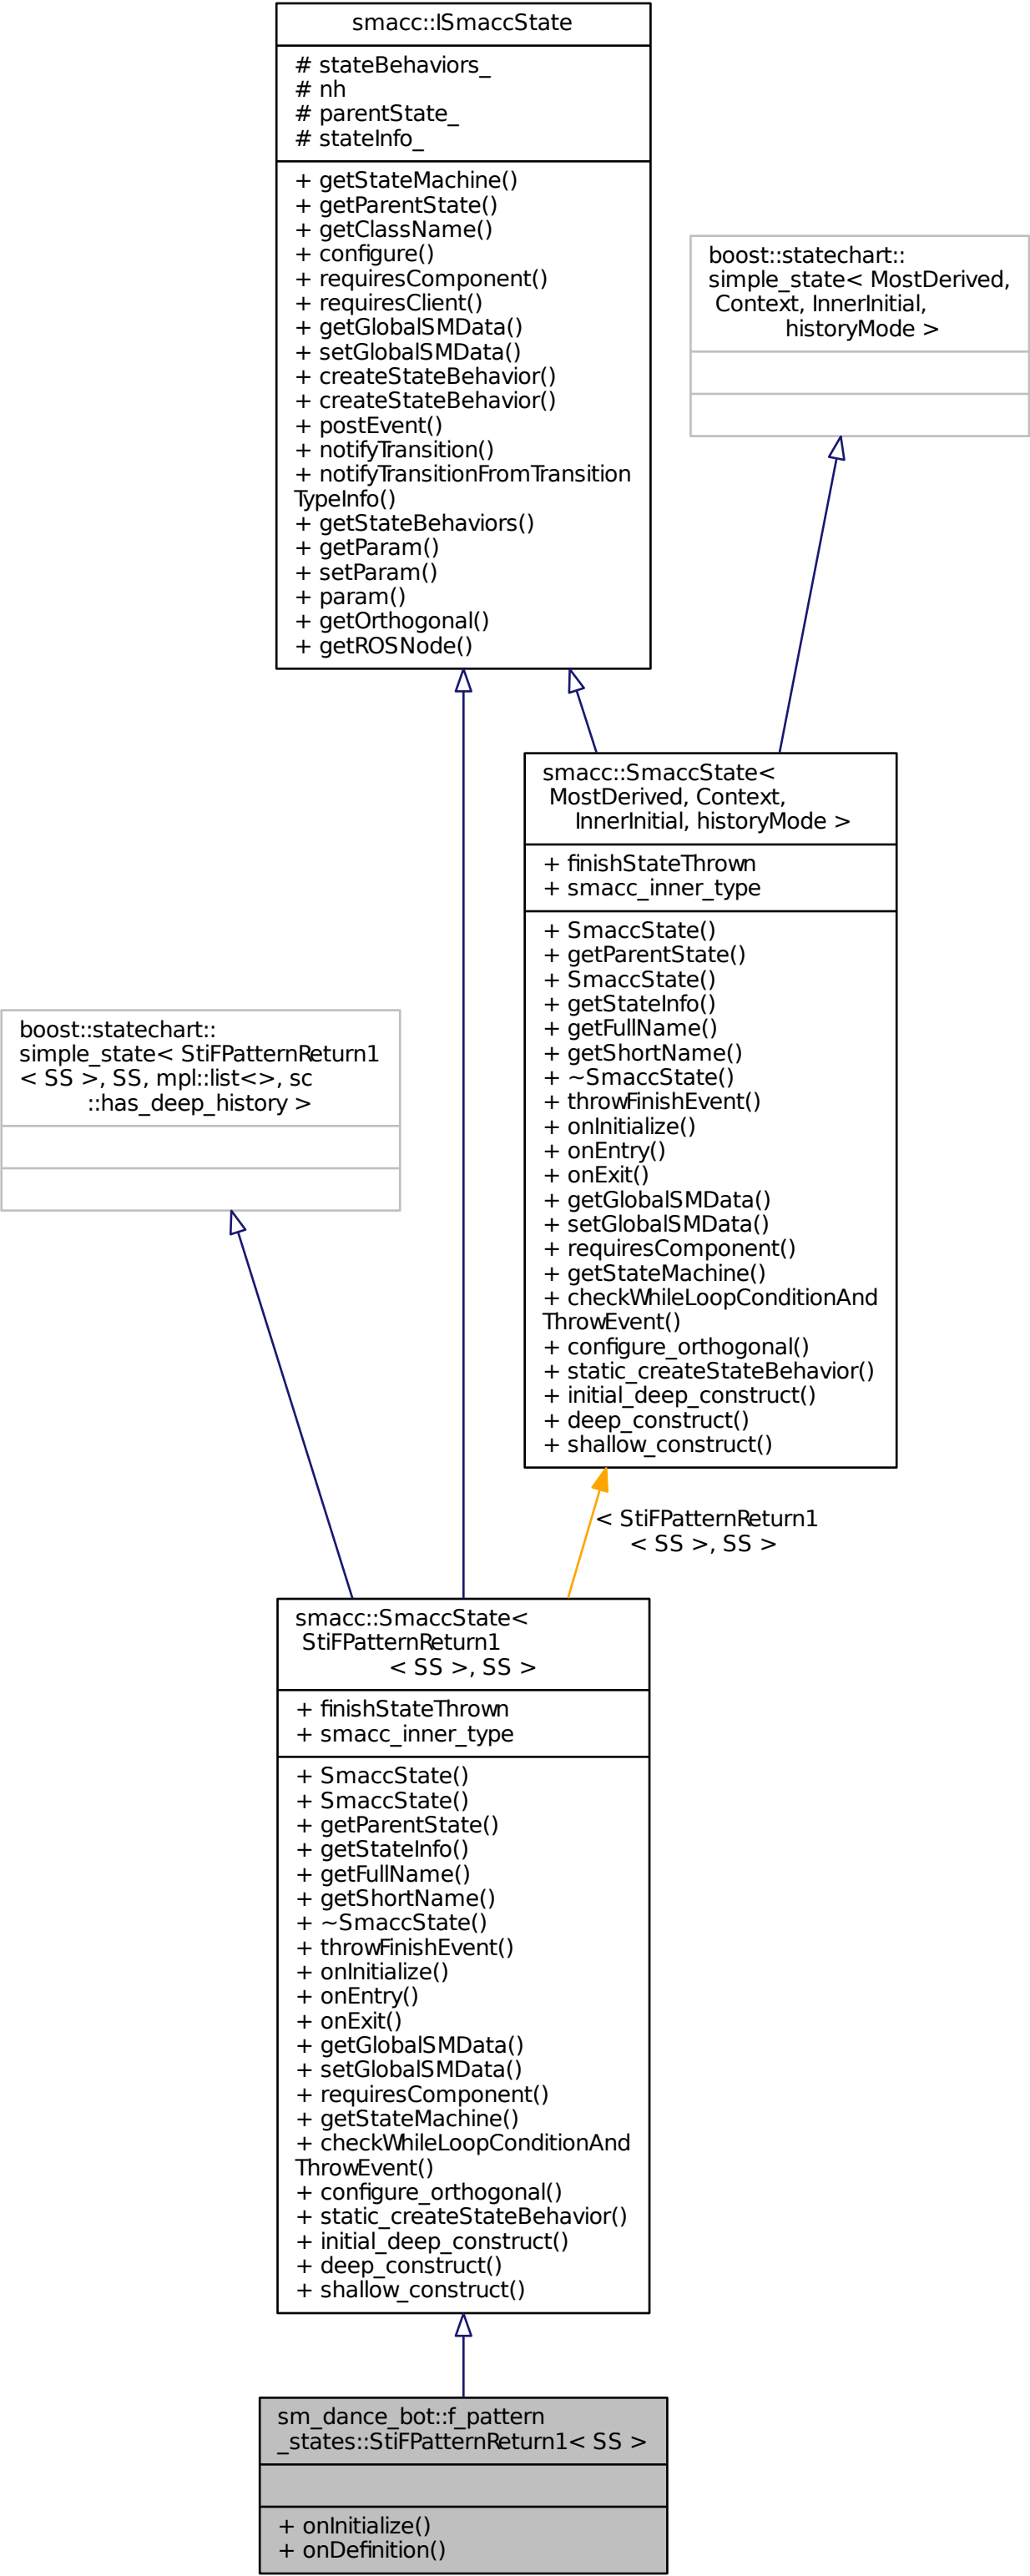 smacc::ISmaccState
# stateBehaviors_
# nh
# parentState_
# stateInfo_
+ getStateMachine()
+ getParentState()
+ getClassName()
+ configure()
+ requiresComponent()
+ requiresClient()
+ getGlobalSMData()
+ setGlobalSMData()
+ createStateBehavior()
+ createStateBehavior()
+ postEvent()
+ notifyTransition()
+ notifyTransitionFromTransition
TypeInfo()
+ getStateBehaviors()
+ getParam()
+ setParam()
+ param()
+ getOrthogonal()
+ getROSNode()
boost::statechart::
simple_state< MostDerived,
Context, InnerInitial,
historyMode >
smacc::SmaccState<
MostDerived, Context,
InnerInitial, historyMode >
+ finishStateThrown
+ smacc_inner_type
+ SmaccState()
+ getParentState()
+ SmaccState()
+ getStateInfo()
+ getFullName()
+ getShortName()
+ ~SmaccState()
+ throwFinishEvent()
+ onInitialize()
+ onEntry()
+ onExit()
+ getGlobalSMData()
+ setGlobalSMData()
+ requiresComponent()
+ getStateMachine()
+ checkWhileLoopConditionAnd
ThrowEvent()
+ configure_orthogonal()
+ static_createStateBehavior()
+ initial_deep_construct()
+ deep_construct()
+ shallow_construct()
boost::statechart::
simple_state< StiFPatternReturn1
< SS >, SS, mpl::list<>, sc
::has_deep_history >
< StiFPatternReturn1
< SS >, SS >
smacc::SmaccState<
StiFPatternReturn1
< SS >, SS >
+ finishStateThrown
+ smacc_inner_type
+ SmaccState()
+ SmaccState()
+ getParentState()
+ getStateInfo()
+ getFullName()
+ getShortName()
+ ~SmaccState()
+ throwFinishEvent()
+ onInitialize()
+ onEntry()
+ onExit()
+ getGlobalSMData()
+ setGlobalSMData()
+ requiresComponent()
+ getStateMachine()
+ checkWhileLoopConditionAnd
ThrowEvent()
+ configure_orthogonal()
+ static_createStateBehavior()
+ initial_deep_construct()
+ deep_construct()
+ shallow_construct()
sm_dance_bot::f_pattern
_states::StiFPatternReturn1< SS >
+ onInitialize()
+ onDefinition()